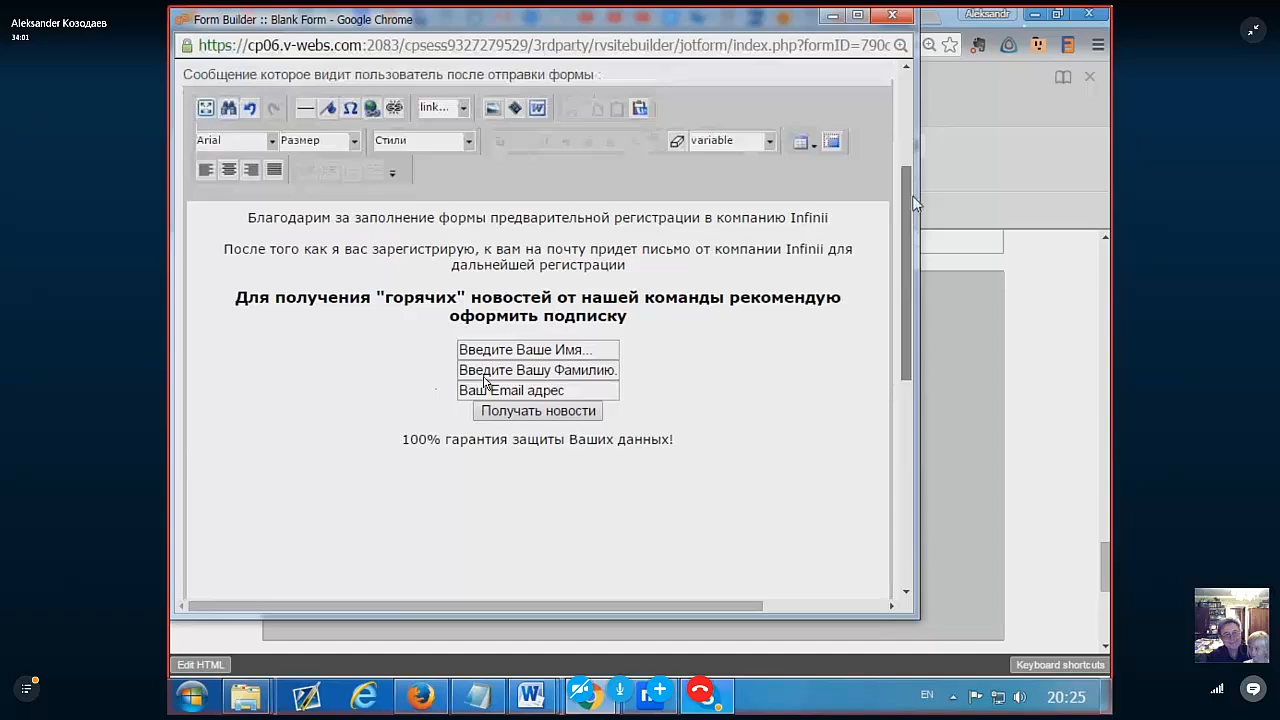 Aleksander Козодаев
34:01
Form Builder :: Blank Form - Google Chrome
Aleksandr
https://cp06.v-webs.com:2083/cpsess9327279529/3rdparty/rvsitebuilder/jotform/index.php?formID=790c
Сообщение которое видит пользователь после отправки формы :
link...
Arial
Размер
Стили
variable
Благодарим за заполнение формы предварительной регистрации в компанию Infinii
После того как я вас зарегистрирую, к вам на почту придет письмо от компании Infinii для
дальнейшей регистрации
Для получения "горячих" новостей от нашей команды рекомендую
оформить подписку
Введите Ваше Имя...
Введите Вашу Фамилию.
Ваш Email адрес
Получать новости
100% гарантия защиты Ваших данных!
Edit HTML
Keyboard shortcuts
EN
20:25